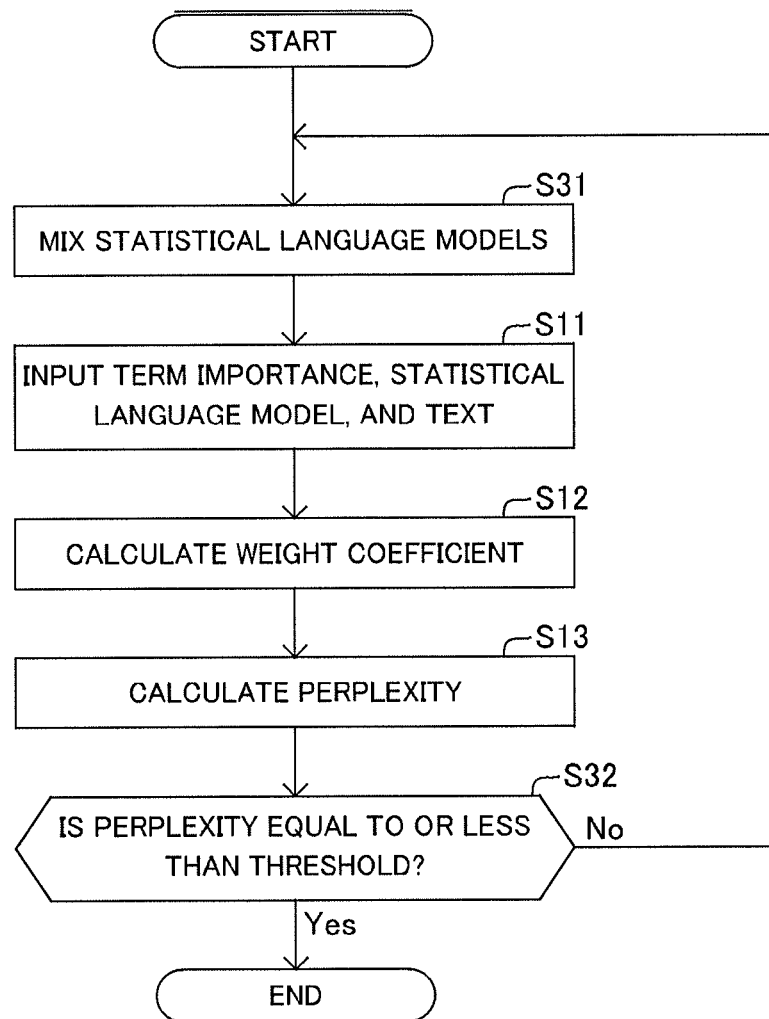 START
S31
MIX STATISTICAL LANGUAGE MODELS
S11
INPUT TERM IMPORTANCE, STATISTICAL
LANGUAGE MODEL, AND TEXT
S12
CALCULATE WEIGHT COEFFICIENT
S13
CALCULATE PERPLEXITY
S32
IS PERPLEXITY EQUAL TO OR LESS
THAN THRESHOLD?
No
Yes
END